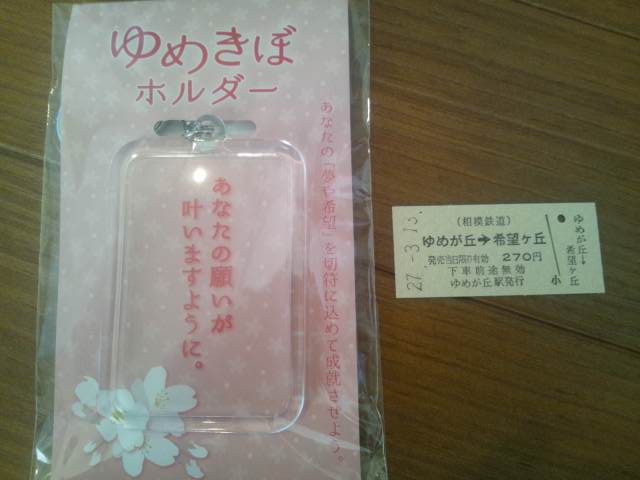 ゆめきぼ
ホルダー
あなたの「夢や希望」を切符に込めて成就させよう。
あなたの願いが
叶いますように。
27.-3.13.
(相模鉄道)
ゆめが丘➔希望ヶ丘
発売当日限り有効 270円
下車前途無効
ゆめが丘駅発行
小
ゆめが丘→
希望ヶ丘